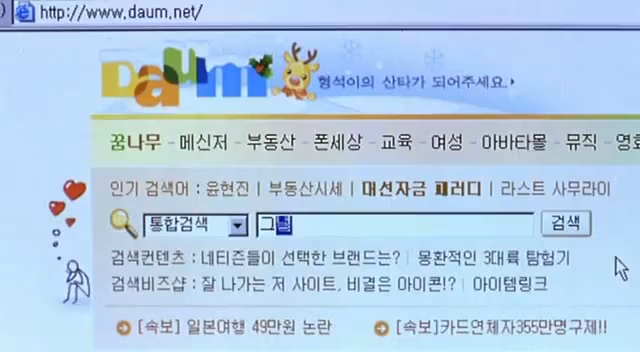 http://www.daum.net/
Daum
형석이의 산타가 되어주세요.
꿈나무 - 메신저 - 부동산 - 폰세상 - 교육 - 여성 - 아바타몰 - 뮤직 - 영화
인기 검색어 : 윤현진 | 부동산시세 | 대선자금 패러디 | 라스트 사무라이
통합검색 그널 검색
검색컨텐츠 : 네티즌들이 선택한 브랜드는? | 몽환적인 3대륙 탐험기
검색비즈샵 : 잘 나가는 저 사이트, 비결은 아이콘!? | 아이템링크
[속보] 일본여행 49만원 논란
[속보]카드연체자355만명구제!!